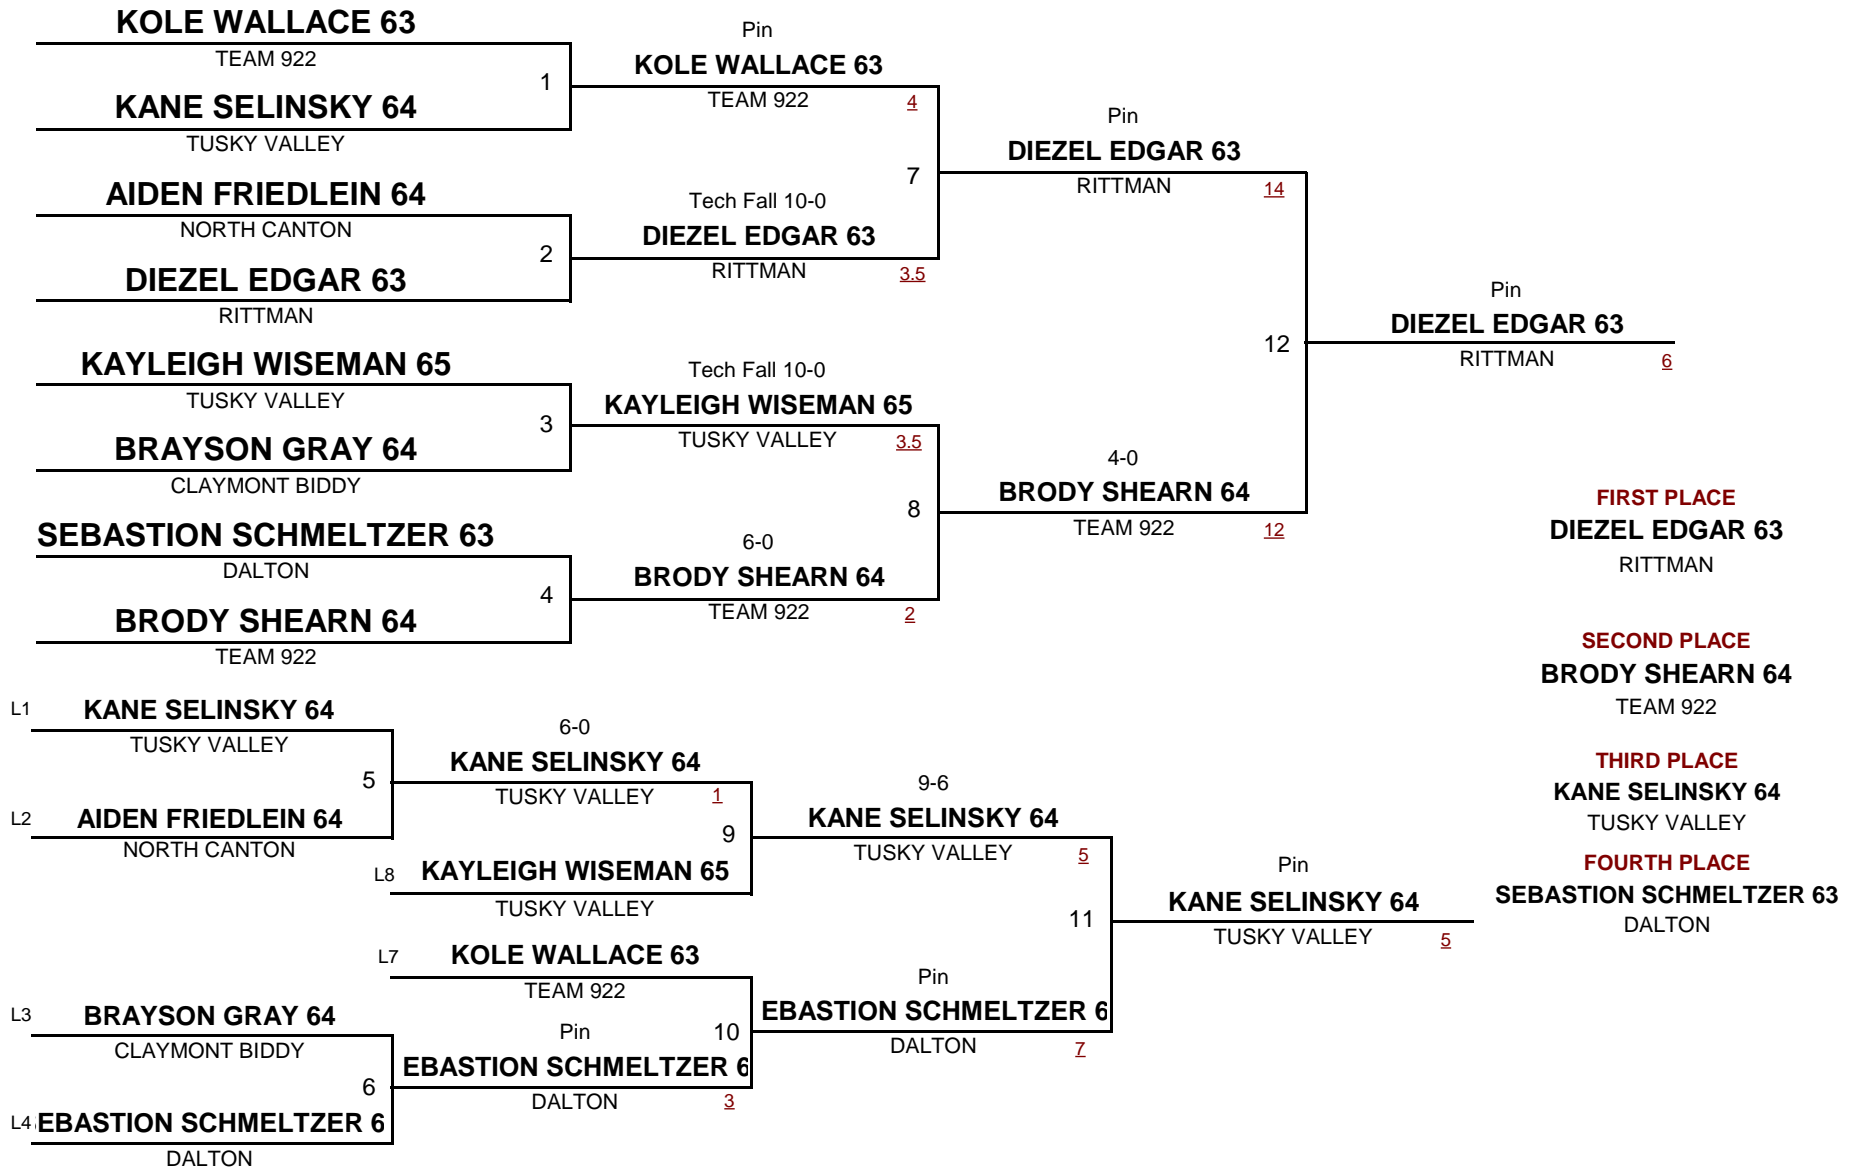 KOLE WALLACE 63
TEAM 922
1
KANE SELINSKY 64
TUSKY VALLEY
AIDEN FRIEDLEIN 64
NORTH CANTON
2
DIEZEL EDGAR 63
RITTMAN
KAYLEIGH WISEMAN 65
TUSKY VALLEY
3
BRAYSON GRAY 64
CLAYMONT BIDDY
SEBASTION SCHMELTZER 63
DALTON
4
BRODY SHEARN 64
TEAM 922
Pin
KOLE WALLACE 63
TEAM 922 4
7
Tech Fall 10-0
DIEZEL EDGAR 63
RITTMAN 3.5
Tech Fall 10-0
KAYLEIGH WISEMAN 65
TUSKY VALLEY 3.5
8
6-0
BRODY SHEARN 64
TEAM 922 2
Pin
DIEZEL EDGAR 63
RITTMAN 14
12
4-0
BRODY SHEARN 64
TEAM 922 12
Pin
DIEZEL EDGAR 63
RITTMAN 6
FIRST PLACE
DIEZEL EDGAR 63
RITTMAN
SECOND PLACE
BRODY SHEARN 64
TEAM 922
THIRD PLACE
KANE SELINSKY 64
TUSKY VALLEY
FOURTH PLACE
SEBASTION SCHMELTZER 63
DALTON
L1 KANE SELINSKY 64
TUSKY VALLEY
5
L2 AIDEN FRIEDLEIN 64
NORTH CANTON
6-0
KANE SELINSKY 64
TUSKY VALLEY 1
9
L8 KAYLEIGH WISEMAN 65
TUSKY VALLEY
9-6
KANE SELINSKY 64
TUSKY VALLEY 5
11
Pin
KANE SELINSKY 64
TUSKY VALLEY 5
L7 KOLE WALLACE 63
TEAM 922
10
Pin
EBASTION SCHMELTZER 6
DALTON 3
Pin
EBASTION SCHMELTZER 6
DALTON 7
L3 BRAYSON GRAY 64
CLAYMONT BIDDY
6
L4 EBASTION SCHMELTZER 6
DALTON